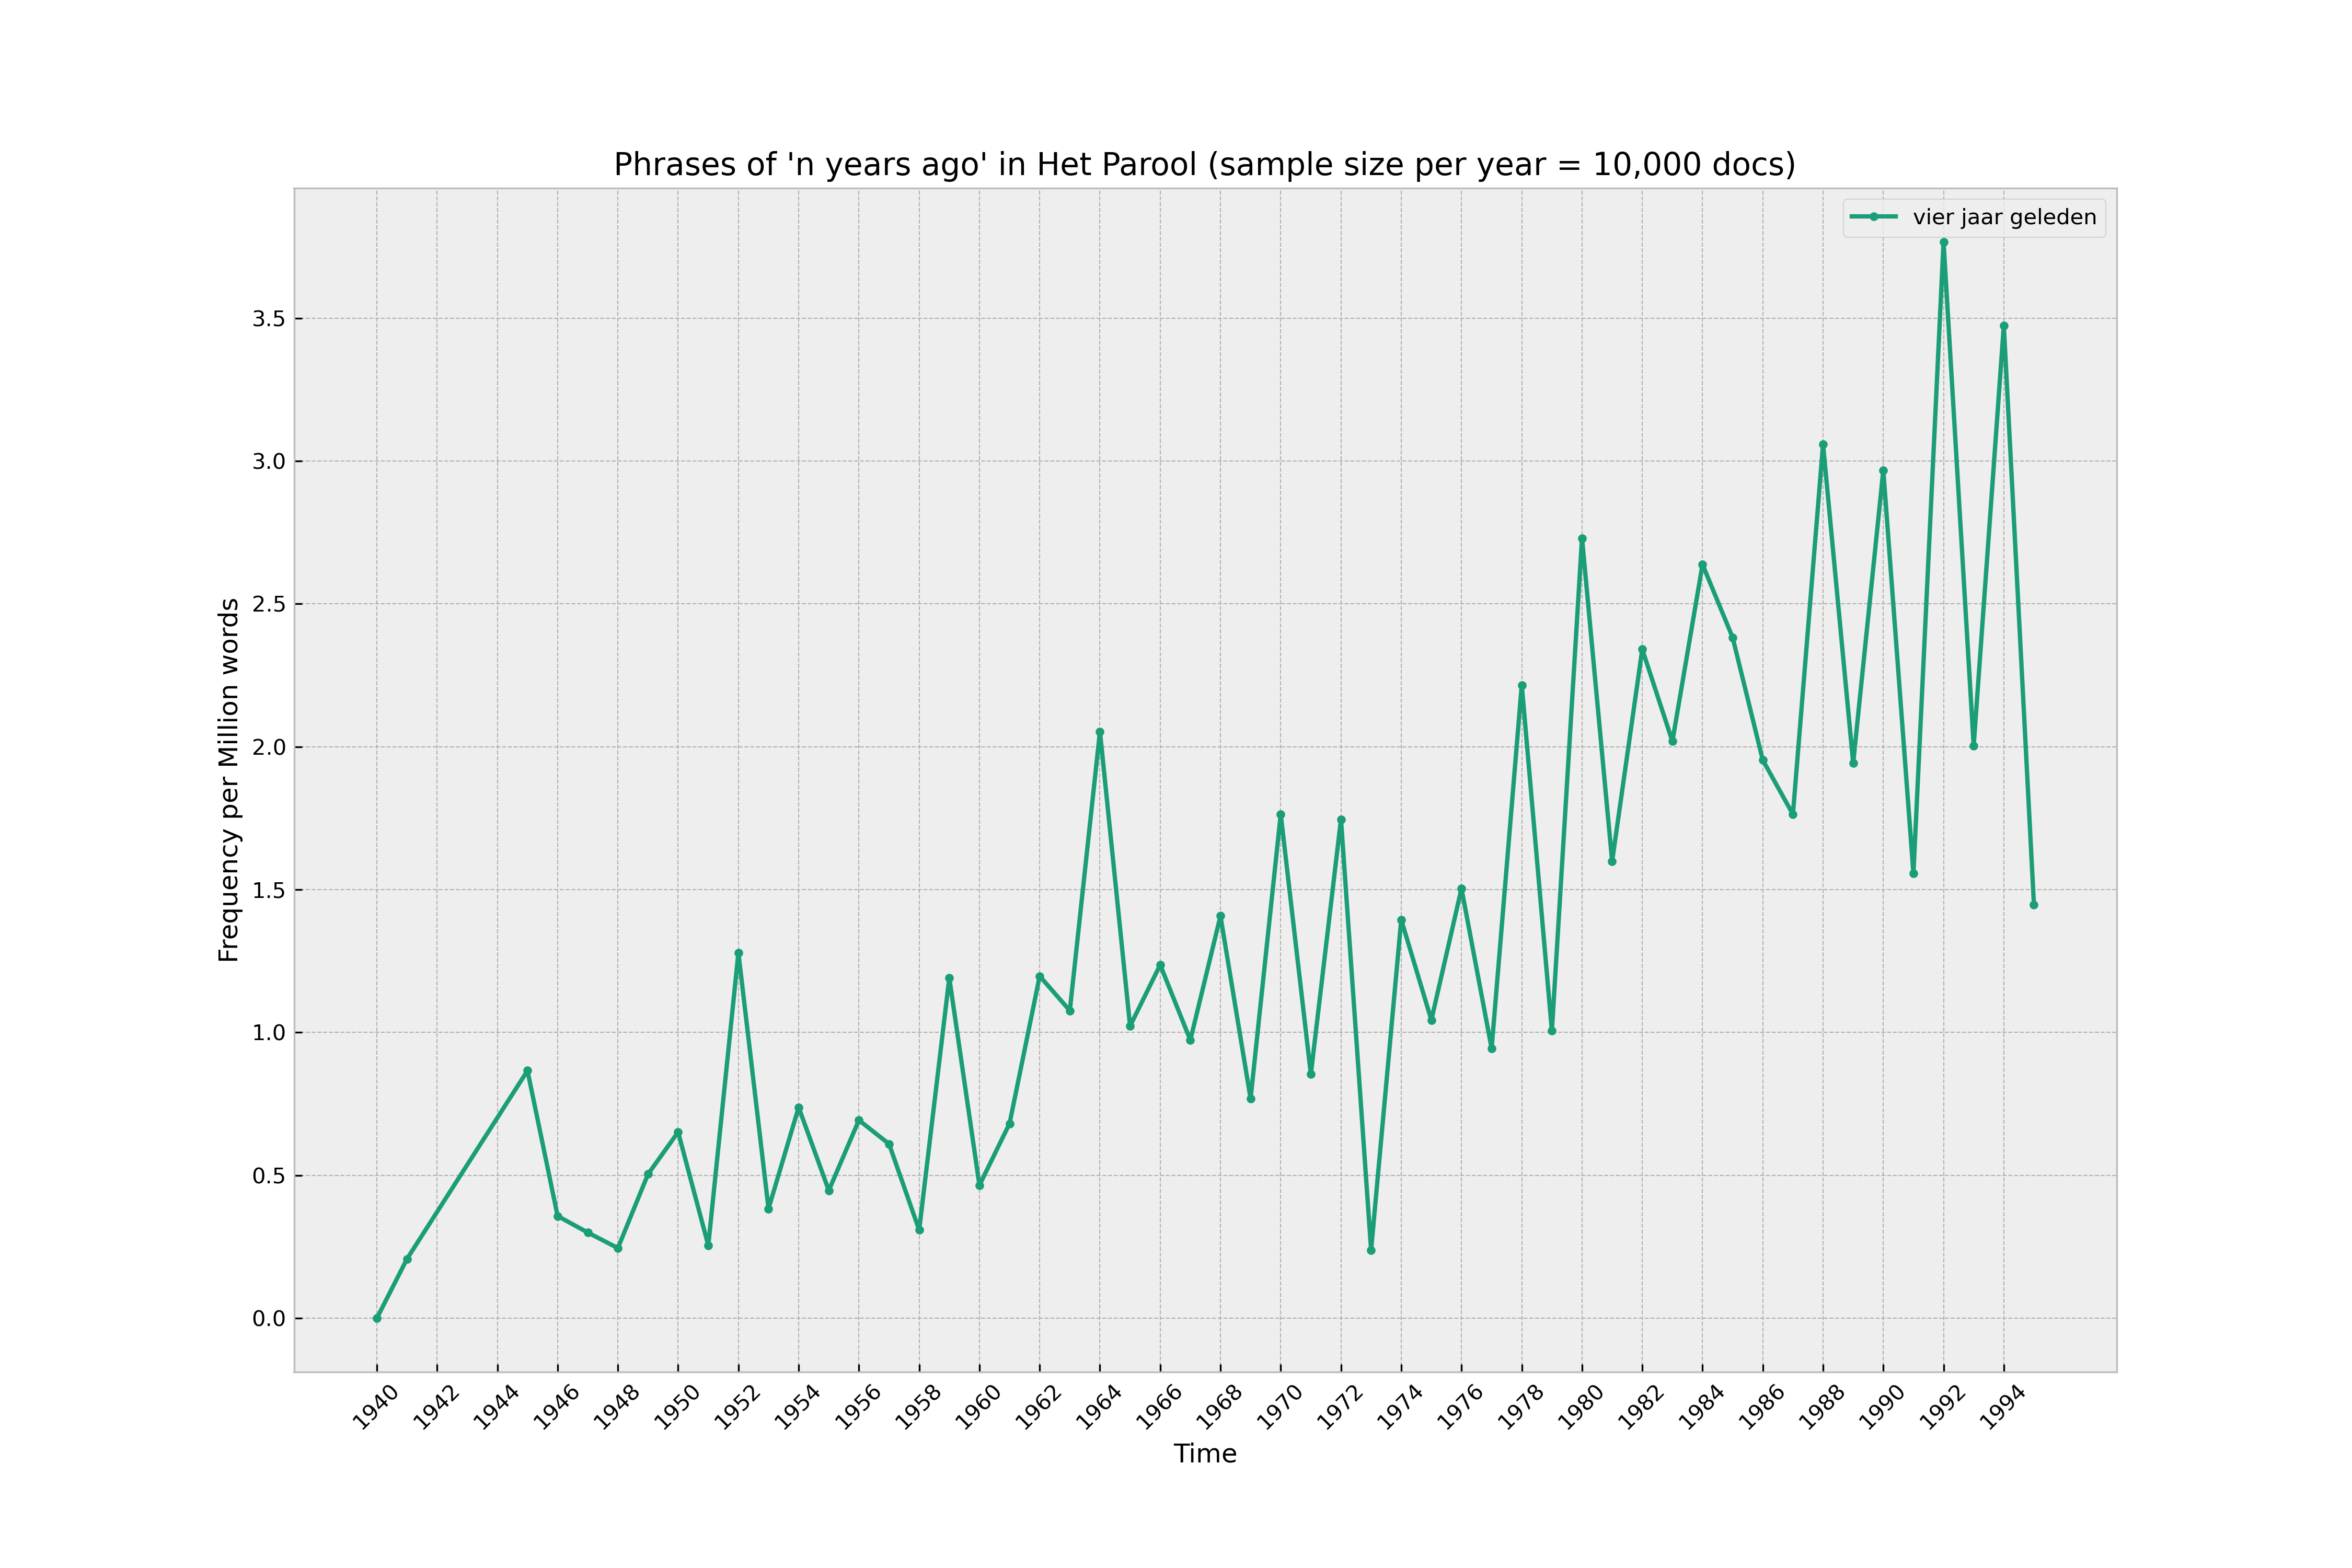 Phrases of 'n years ago' in Het Parool (sample size per year = 10,000 docs)
vier jaar geleden
Frequency per Million words
3.5
3.0
2.5
2.0
1.5
1.0
0.5
0.0
1940 1942 1944 1946 1948 1950 1952 1954 1956 1958 1960 1962 1964 1966 1968 1970 1972 1974 1976 1978 1980 1982 1984 1986 1988 1990 1992 1994
Time